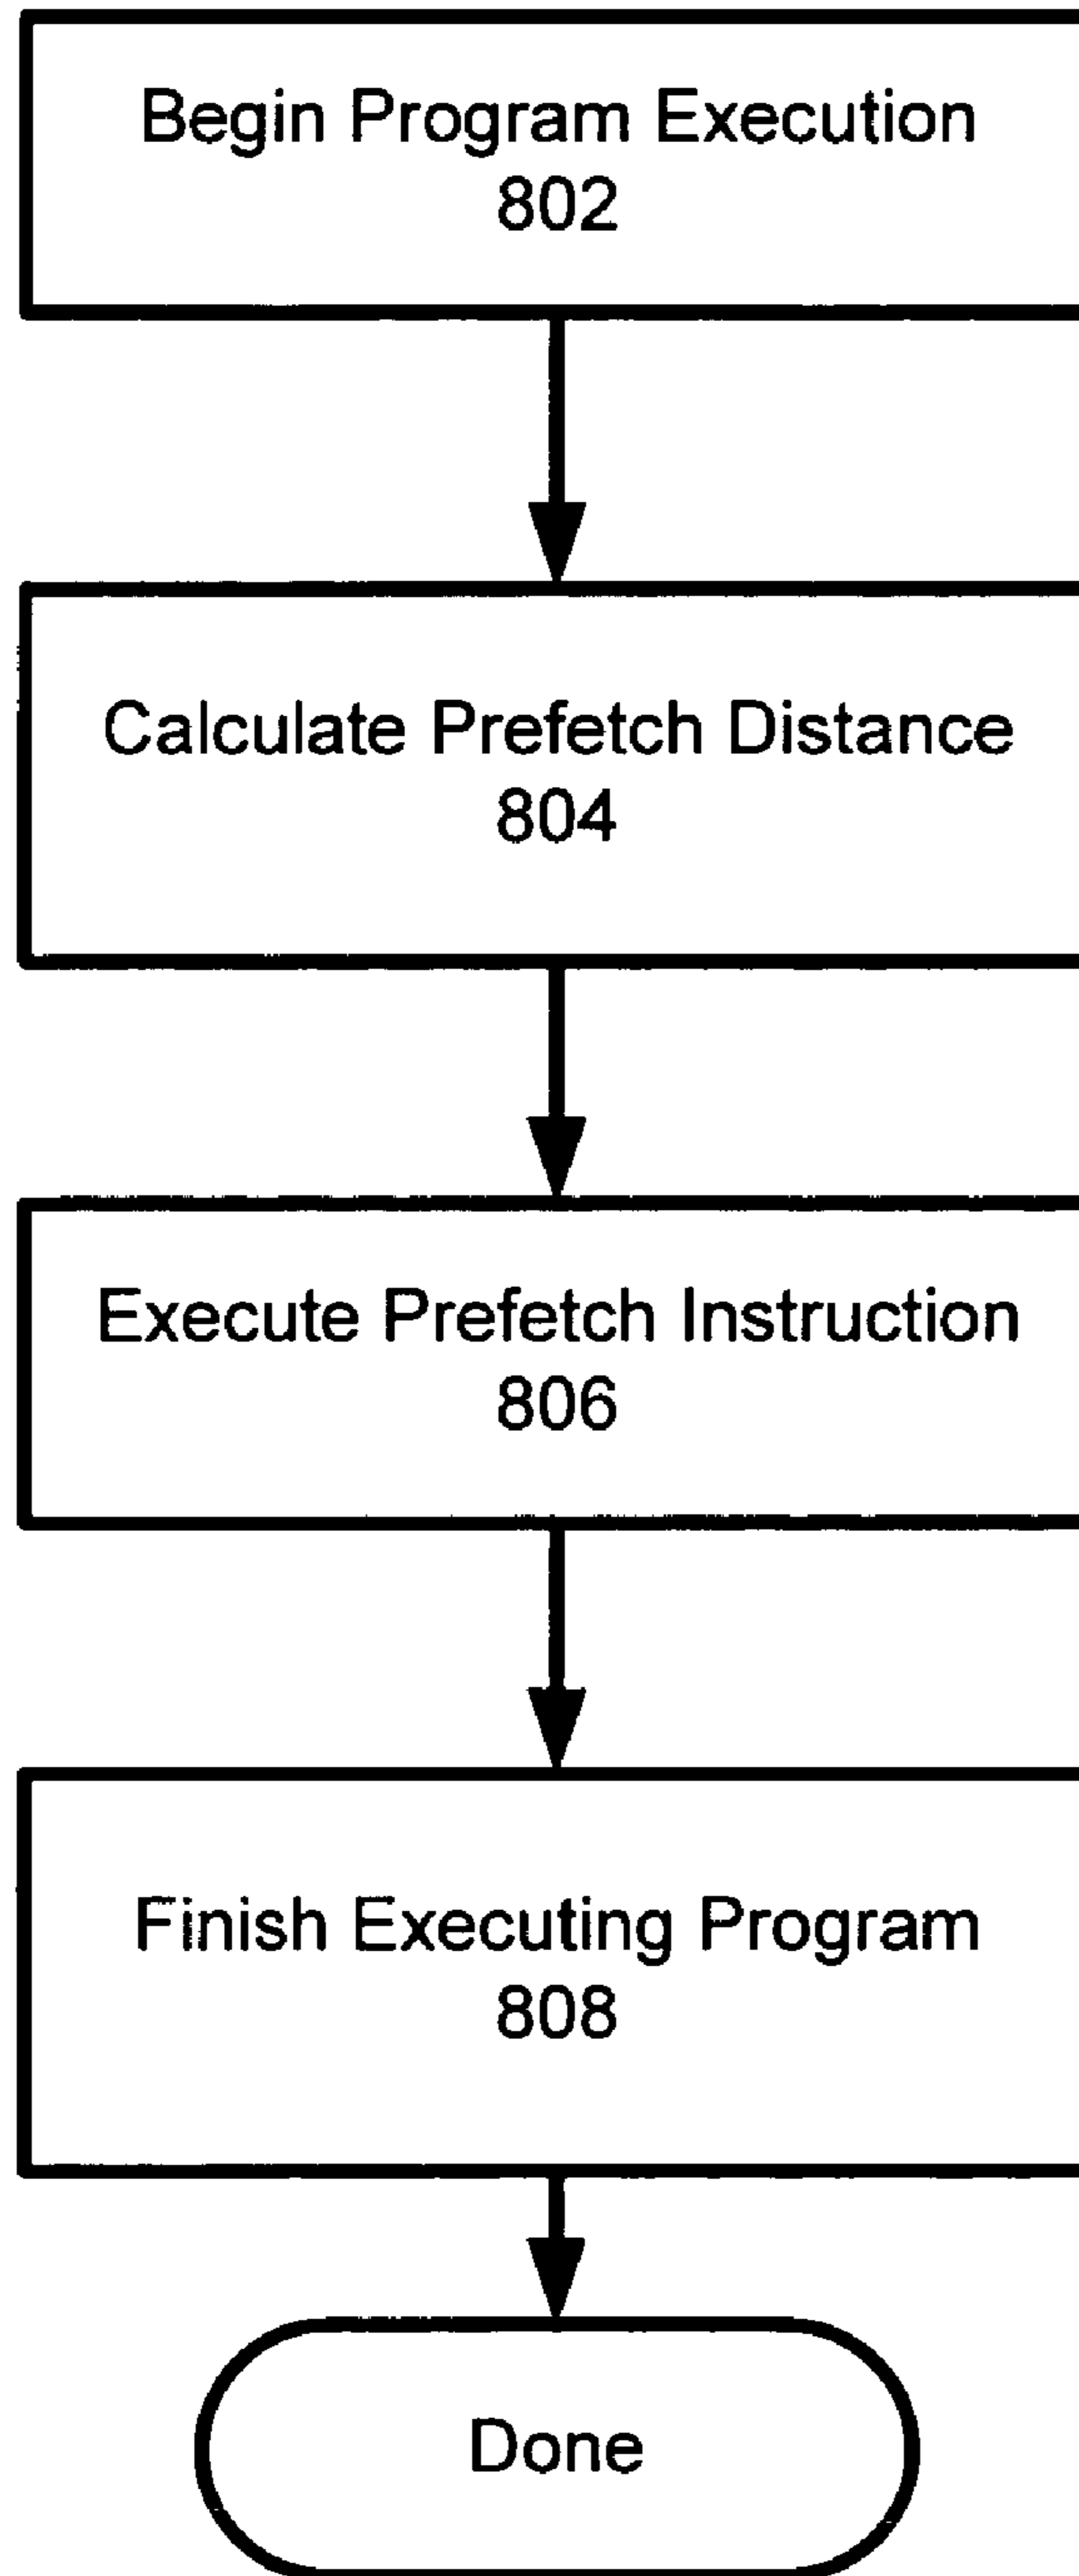 Begin Program Execution
802
Calculate Prefetch Distance
804
Execute Prefetch Instruction
806
Finish Executing Program
808
Done